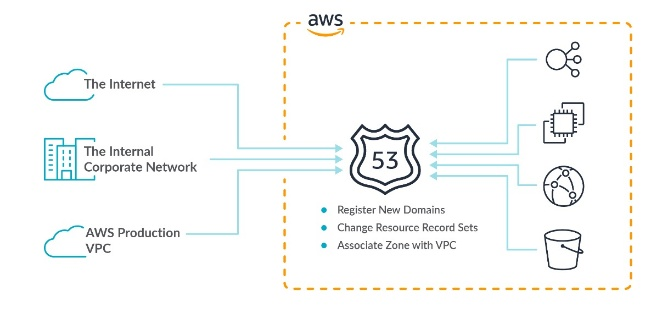 aws
The Internet
The Internal
Corporate Network
AWS Production
VPC
53
Register New Domains
Change Resource Record Sets
Associate Zone with VPC